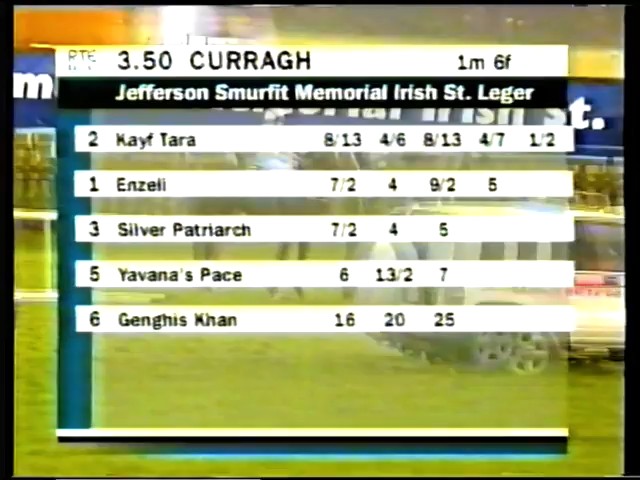 RTE
3.50 CURRAGH 1m 6f
Jefferson Smurfit Memorial Irish St. Leger
2 Kayf Tara 8/13 4/6 8/13 4/7 1/2
1 Enzeli 7/2 4 9/2 5
3 Silver Patriarch 7/2 4 5
5 Yavana's Pace 6 13/2 7
6 Genghis Khan 16 20 25